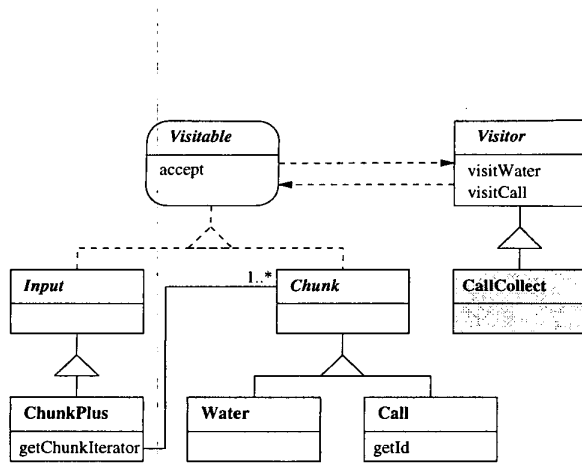 Visitable
Visitor
accept
visitWater
visitCall
Input
1..*
Chunk
CallCollect
ChunkPlus
Water
Call
getChunkIterator
getId